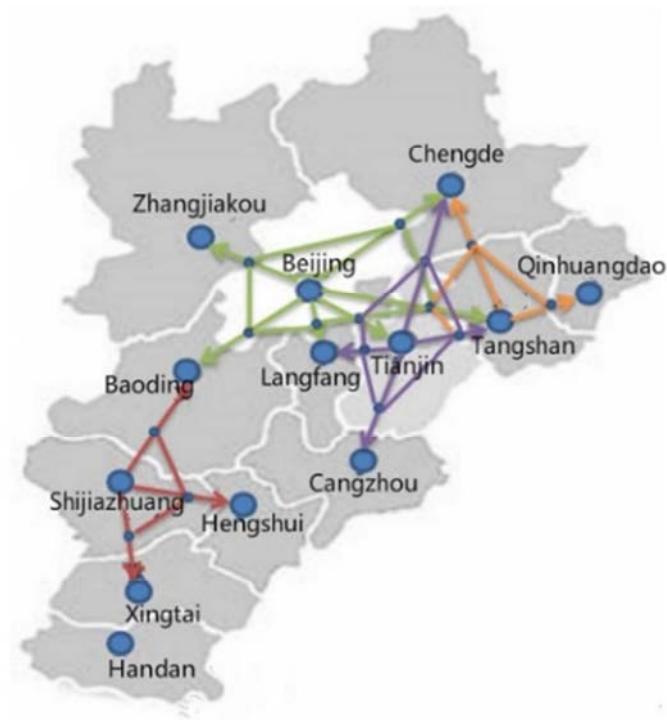 Chengde
Zhangjiakou
Beijing
Qinhuangdao
Tianjin
Tangshan
Langfang
Baoding
Cangzhou
Shijiazhuang
Hengshui
Xingtai
Handan